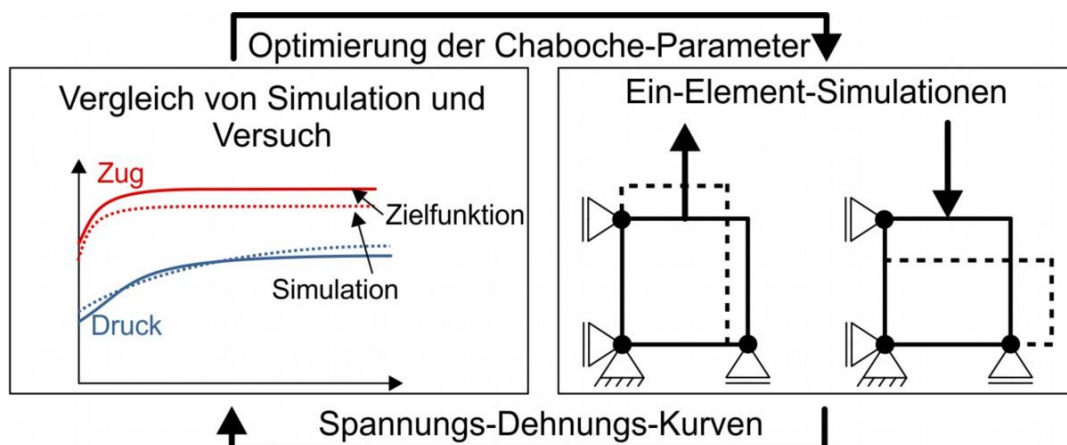 Optimierung der Chaboche-Parameter
Vergleich von Simulation und
Versuch
Zug
Zielfunktion
Simulation
Druck
Ein-Element-Simulationen
Spannungs-Dehnungs-Kurven